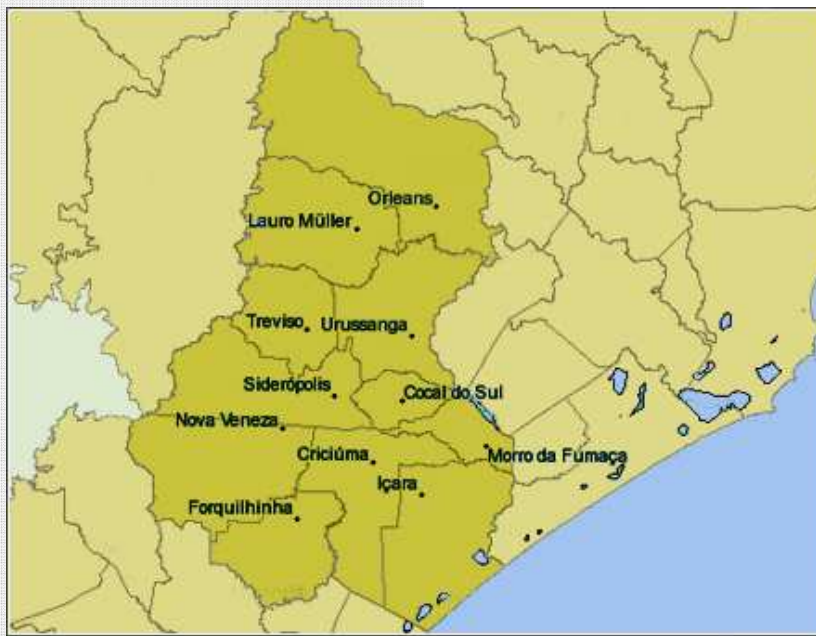 Orleans
Lauro Müller
Treviso
Urussanga
Siderópolis
Cocal do Sul
Nova Veneza
Criciúma
Morro da Fumaça
Içara
Forquilhinha